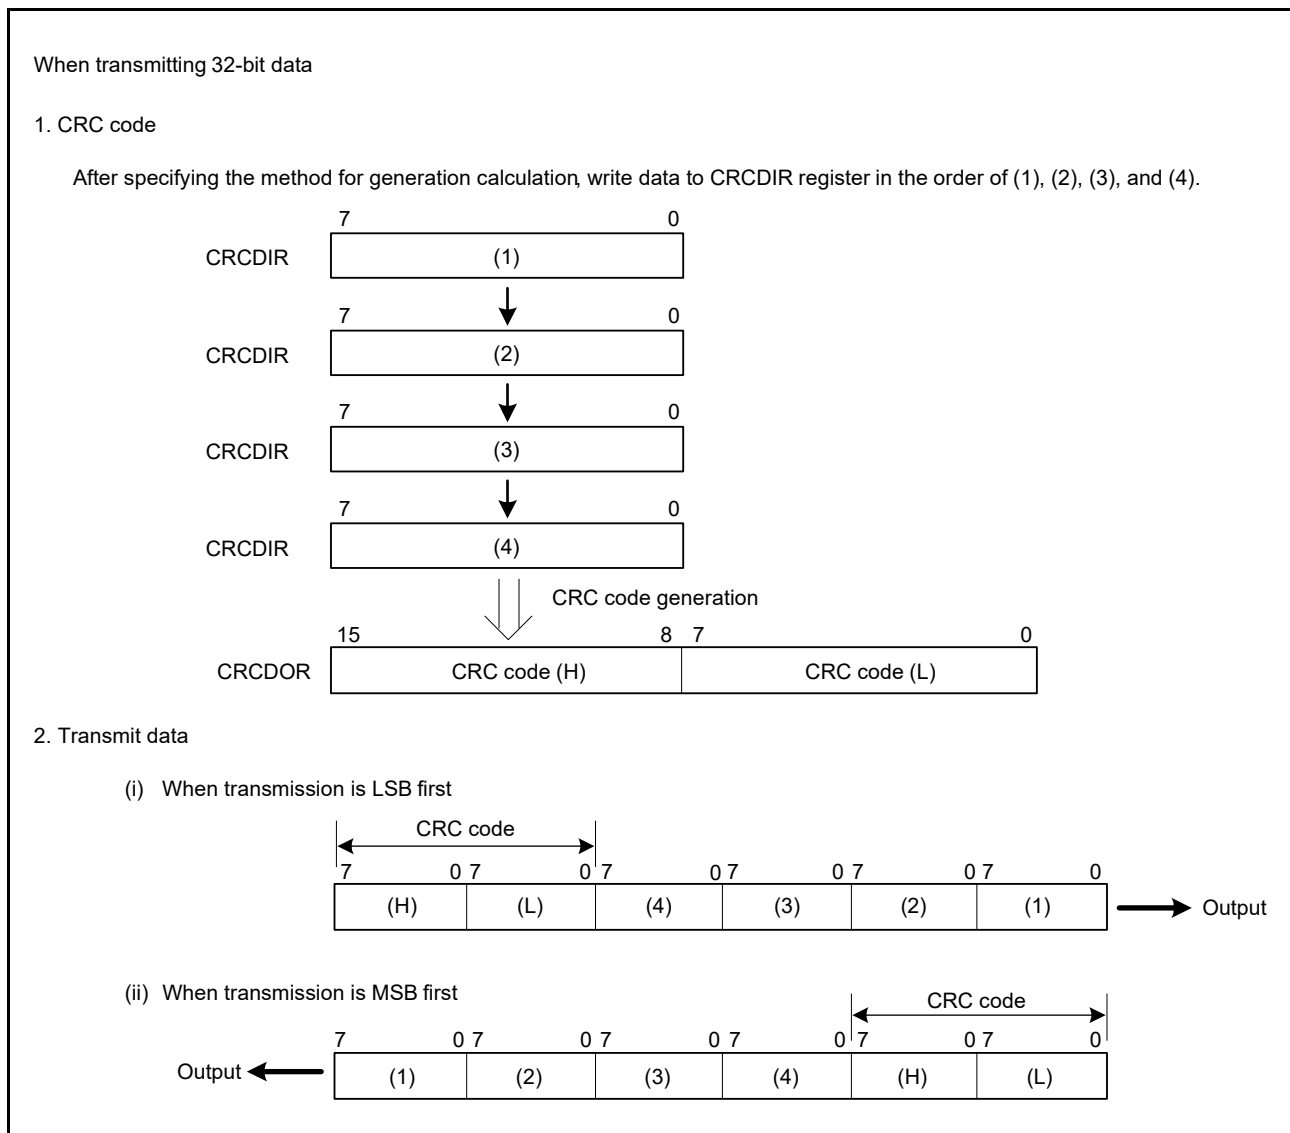 When transmitting 32-bit data
1. CRC code
After specifying the method for generation calculation, write data to CRCDIR register in the order of (1), (2), (3), and (4).
7 0
CRCDIR (1)
7 0
CRCDIR (2)
7 0
CRCDIR (3)
7 0
CRCDIR (4)
CRC code generation
15 8 7 0
CRCDOR CRC code (H) CRC code (L)
2. Transmit data
(i) When transmission is LSB first
CRC code
7 0 7 0 7 0 7 0 7 0 7 0
(H) (L) (4) (3) (2) (1) Output
(ii) When transmission is MSB first
CRC code
7 0 7 0 7 0 7 0 7 0 7 0
Output (1) (2) (3) (4) (H) (L)